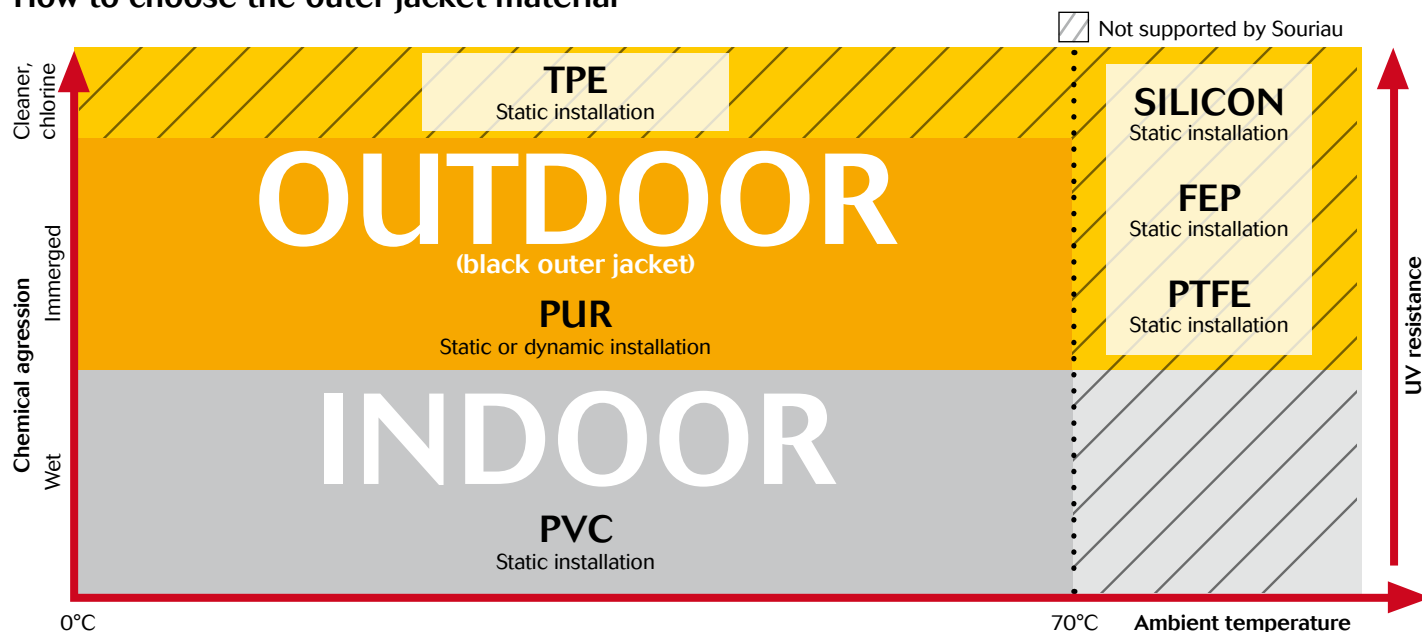 How to choose the outer jacket material
Not supported by Souriau
Cleaner,
chlorine
TPE
Static installation
SILICON
Static installation
OUTDOOR
(black outer jacket)
FEP
Static installation
Immerged
PUR
Static or dynamic installation
PTFE
Static installation
Chemical agression
UV resistance
INDOOR
Wet
PVC
Static installation
0°C
70°C
Ambient temperature